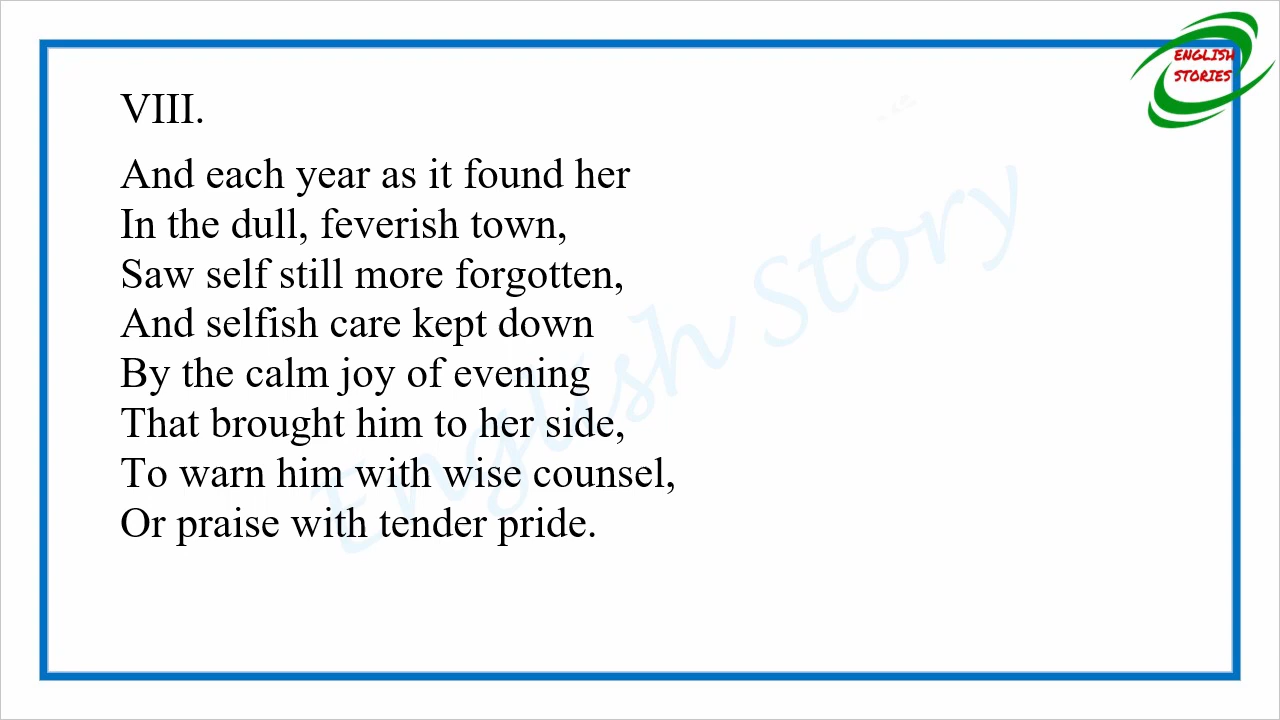 ENGLISH
STORIES
VIII.
And each year as it found her
In the dull, feverish town,
Saw self still more forgotten,
And selfish care kept down
By the calm joy of evening
That brought him to her side,
To warn him with wise counsel,
Or praise with tender pride.
English Story